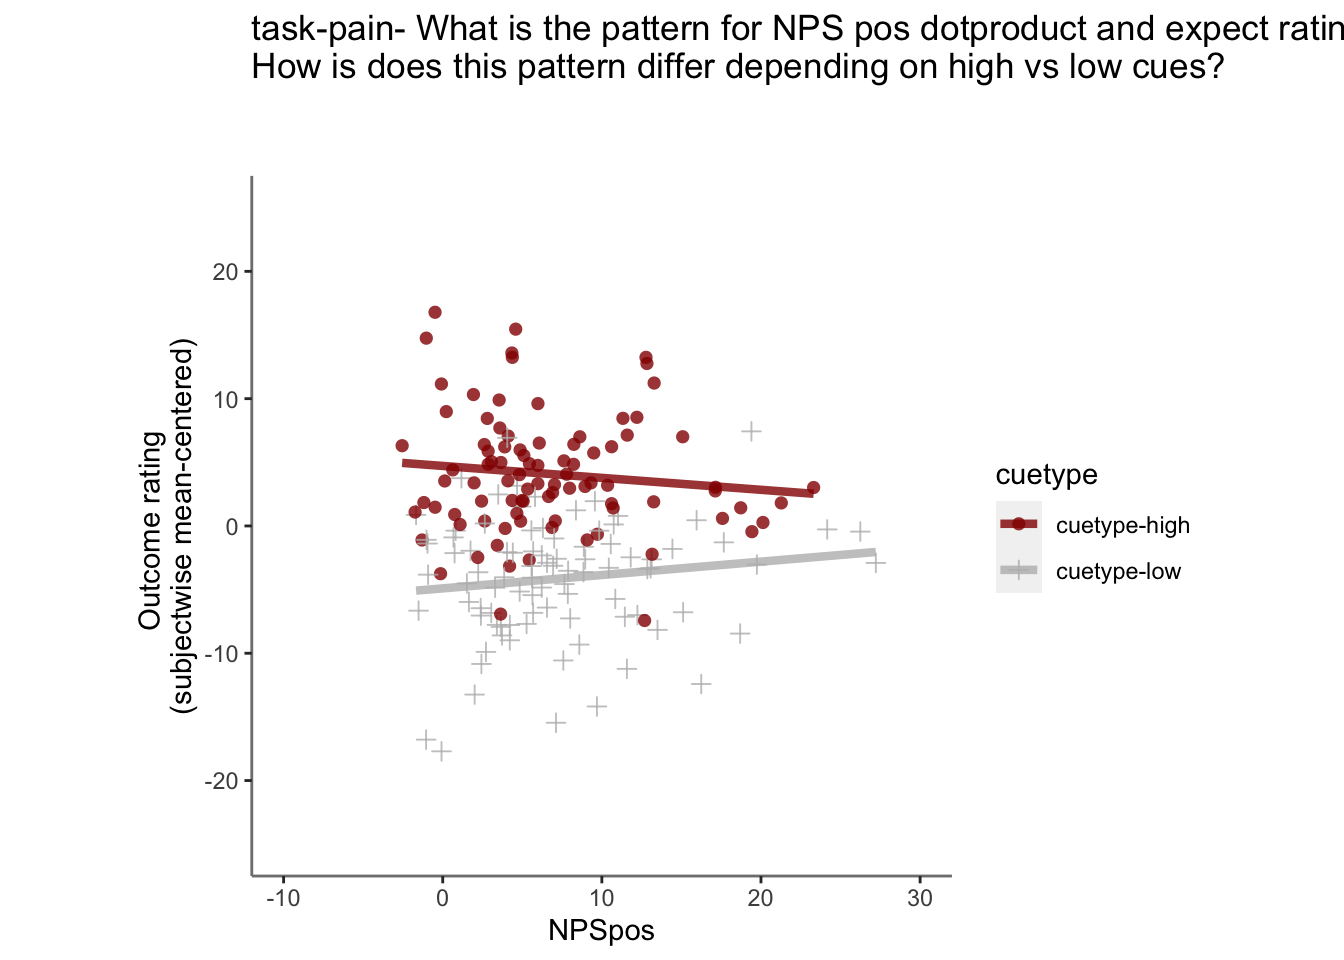 task-pain- What is the pattern for NPS pos dotproduct and expect ratin
How is does this pattern differ depending on high vs low cues?
Outcome rating
(subjectwise mean-centered)
20
10
0
-10
-20
-10
0
10
20
30
NPSpos
cuetype
cuetype-high
cuetype-low